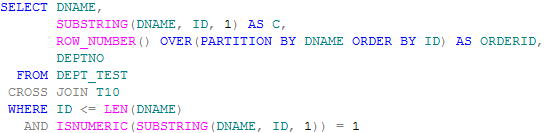 SELECT DNAME,
SUBSTRING(DNAME, ID, 1) AS C,
ROW_NUMBER() OVER(PARTITION BY DNAME ORDER BY ID) AS ORDERID,
DEPTNO
FROM DEPT_TEST
CROSS JOIN T10
WHERE ID <= LEN(DNAME)
AND ISNUMERIC(SUBSTRING(DNAME, ID, 1)) = 1